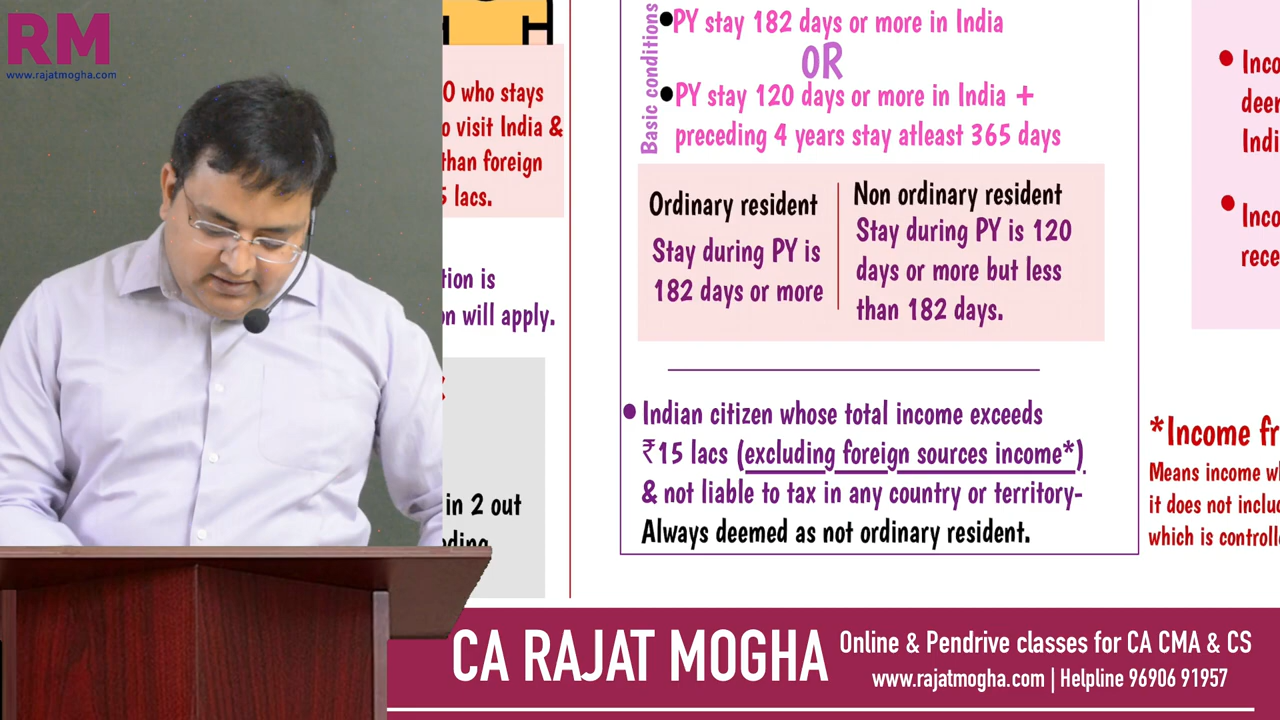 RM
www.rajatmogha.com
who stays
visit India &
than foreign
lacs.
is
will apply.
in 2 out
Basic conditions
PY stay 182 days or more in India
OR
PY stay 120 days or more in India +
preceding 4 years stay atleast 365 days
Ordinary resident
Stay during PY is
182 days or more
Non ordinary resident
Stay during PY is 120
days or more but less
than 182 days.
Indian citizen whose total income exceeds
₹15 lacs (excluding foreign sources income*)
& not liable to tax in any country or territory-
Always deemed as not ordinary resident.
*Income
Means income
it does not
which is
CA RAJAT MOGHA
Online & Pendrive classes for CA CMA & CS
www.rajatmogha.com | Helpline 96906 91957